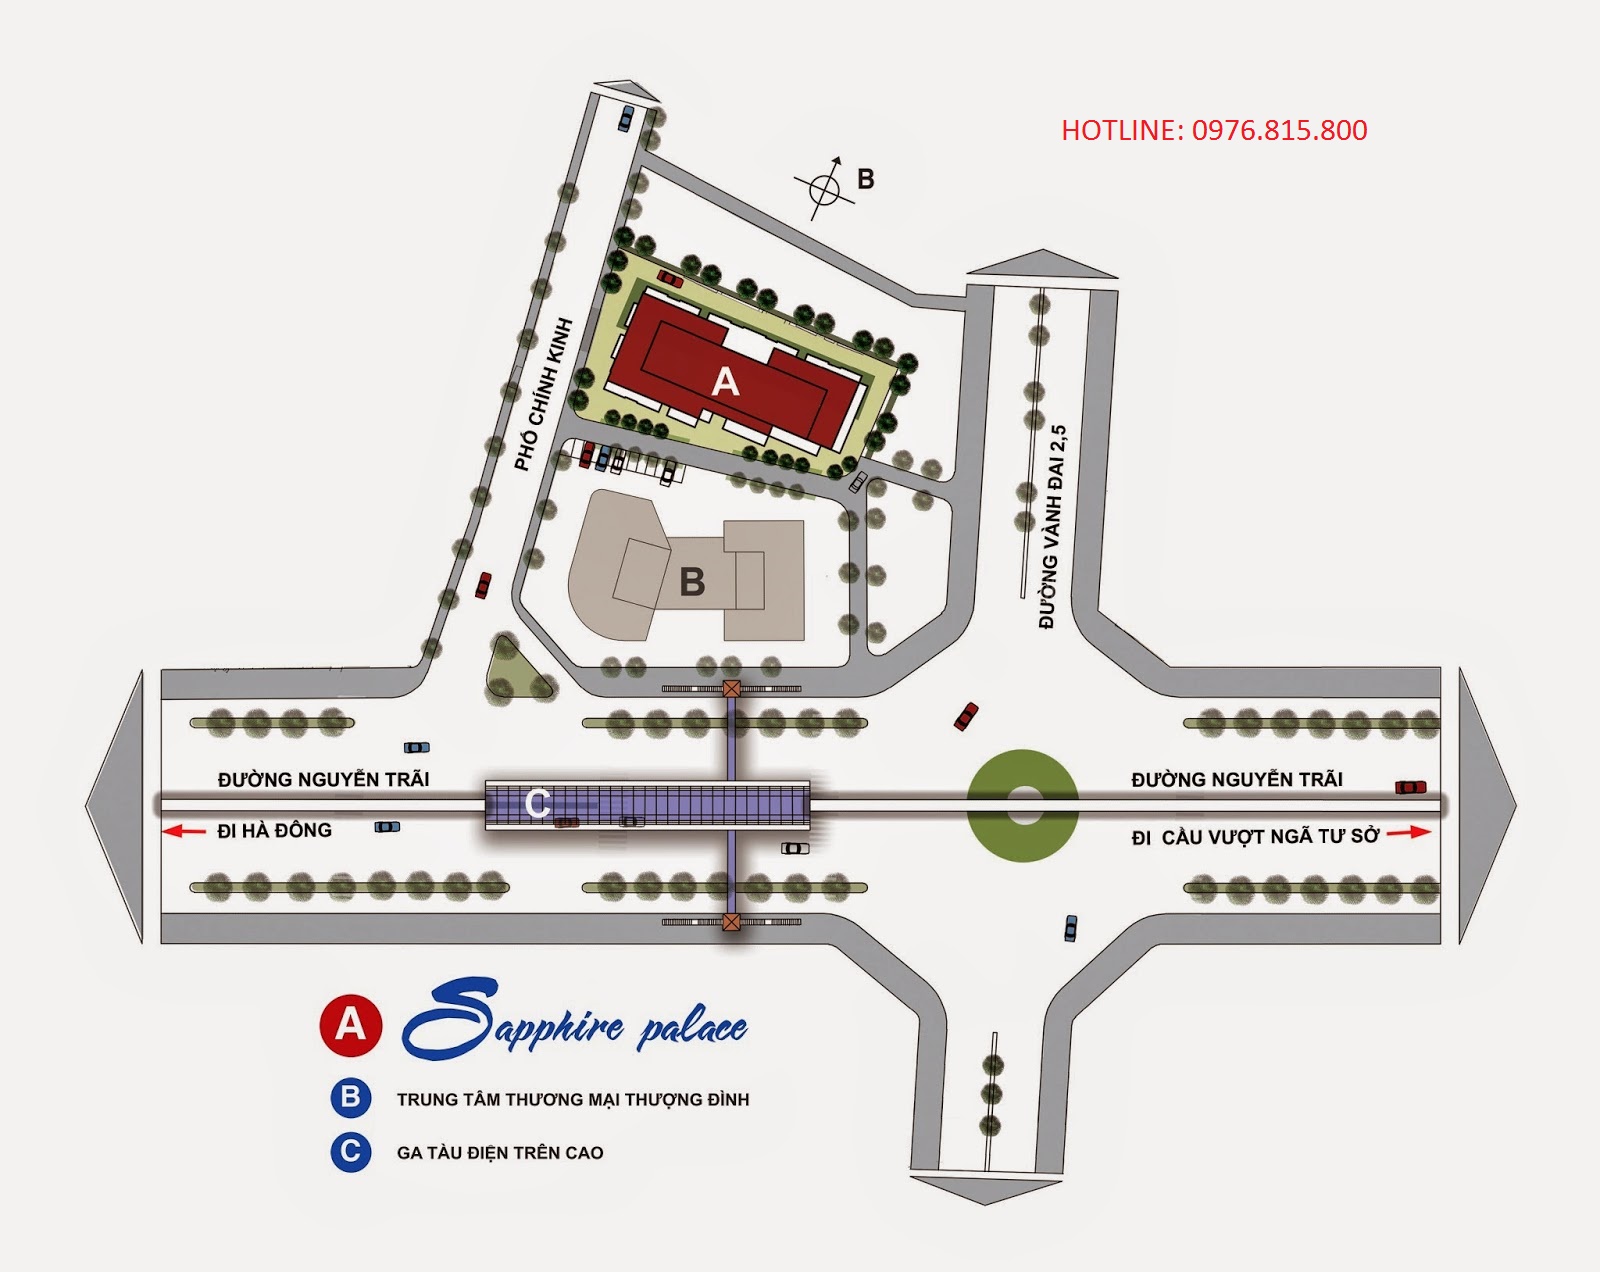 HOTLINE: 0976.815.800
B
PHỐ CHÍNH KINH
A
ĐƯỜNG VÀNH ĐAI 2,5
B
ĐƯỜNG NGUYỄN TRÃI
C
ĐƯỜNG NGUYỄN TRÃI
ĐI HÀ ĐÔNG
ĐI CẦU VƯỢT NGÃ TƯ SỞ
A Sapphire palace
B TRUNG TÂM THƯƠNG MẠI THƯỢNG ĐÌNH
C GA TÀU ĐIỆN TRÊN CAO